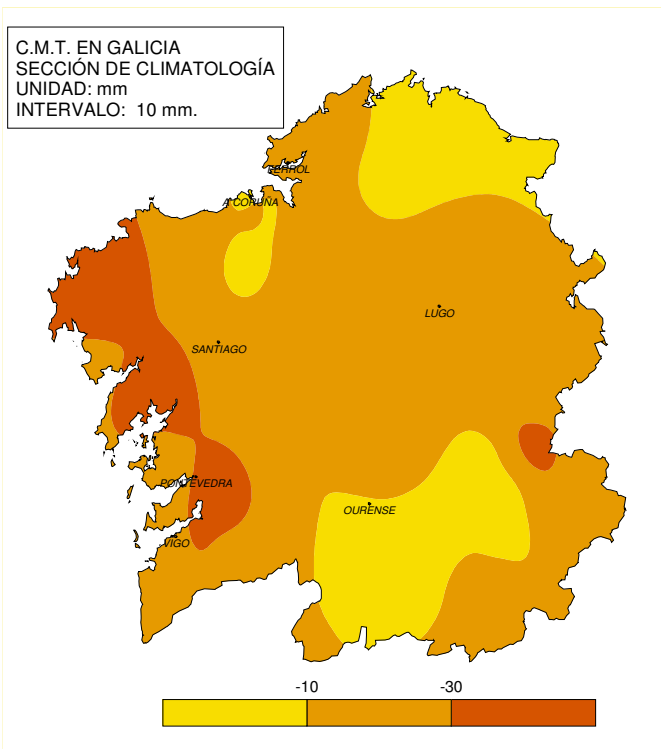 C.M.T. EN GALICIA
SECCIÓN DE CLIMATOLOGÍA
UNIDAD: mm
INTERVALO: 10 mm.
FERROL
A CORUÑA
LUGO
SANTIAGO
PONTEVEDRA
OURENSE
VIGO
-10 -30